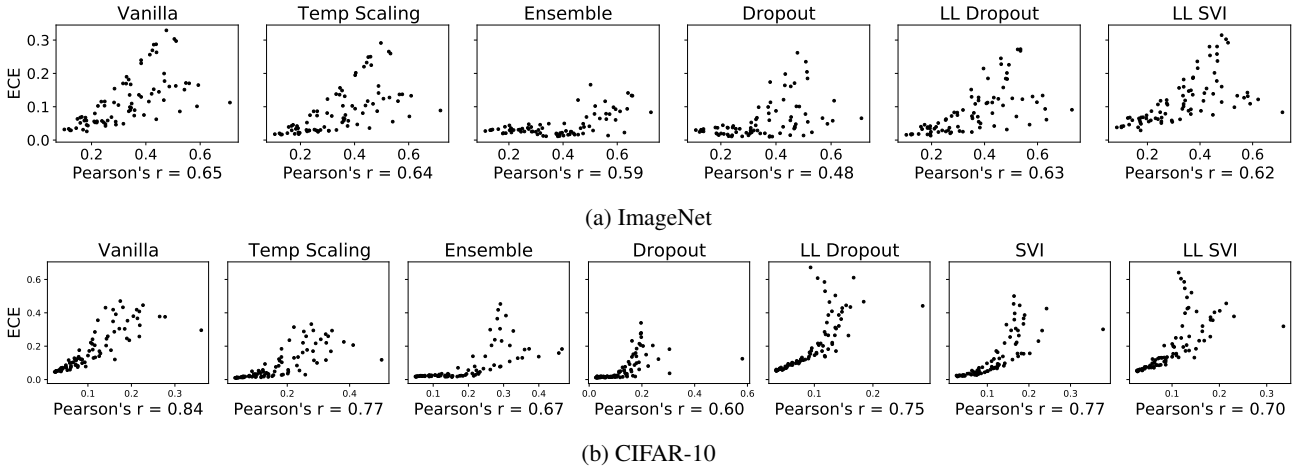 Vanilla Temp Scaling Ensemble Dropout LL Dropout LL SVI
0.3
0.2
0.1
0.0
ECE
0.2 0.4 0.6 0.2 0.4 0.6 0.2 0.4 0.6 0.2 0.4 0.6 0.2 0.4 0.6 0.2 0.4 0.6
Pearson's r = 0.65 Pearson's r = 0.64 Pearson's r = 0.59 Pearson's r = 0.48 Pearson's r = 0.63 Pearson's r = 0.62
(a) ImageNet
Vanilla Temp Scaling Ensemble Dropout LL Dropout SVI LL SVI
0.6
0.4
0.2
0.0
ECE
0.1 0.2 0.3 0.2 0.4 0.1 0.2 0.3 0.4 0.0 0.2 0.4 0.6 0.1 0.2 0.1 0.2 0.3 0.1 0.2 0.3
Pearson's r = 0.84 Pearson's r = 0.77 Pearson's r = 0.67 Pearson's r = 0.60 Pearson's r = 0.75 Pearson's r = 0.77 Pearson's r = 0.70
(b) CIFAR-10